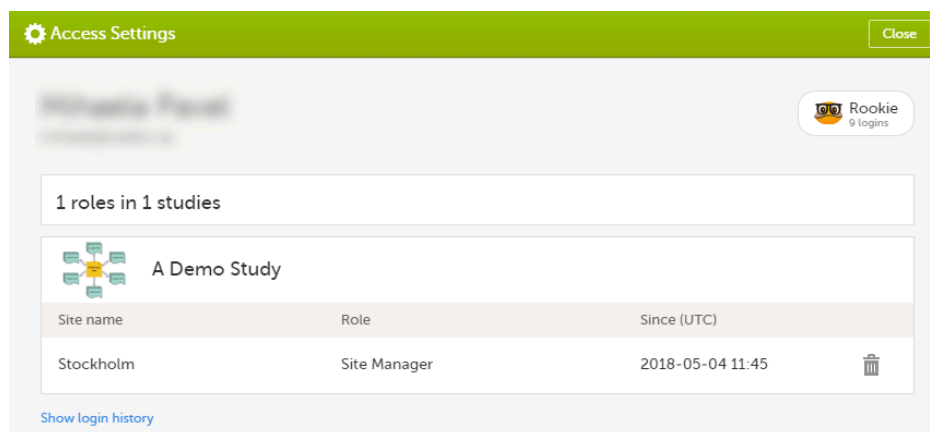 Access Settings
Close
Rookie
9 logins
1 roles in 1 studies
A Demo Study
Site name Role Since (UTC)
Stockholm Site Manager 2018-05-04 11:45
Show login history